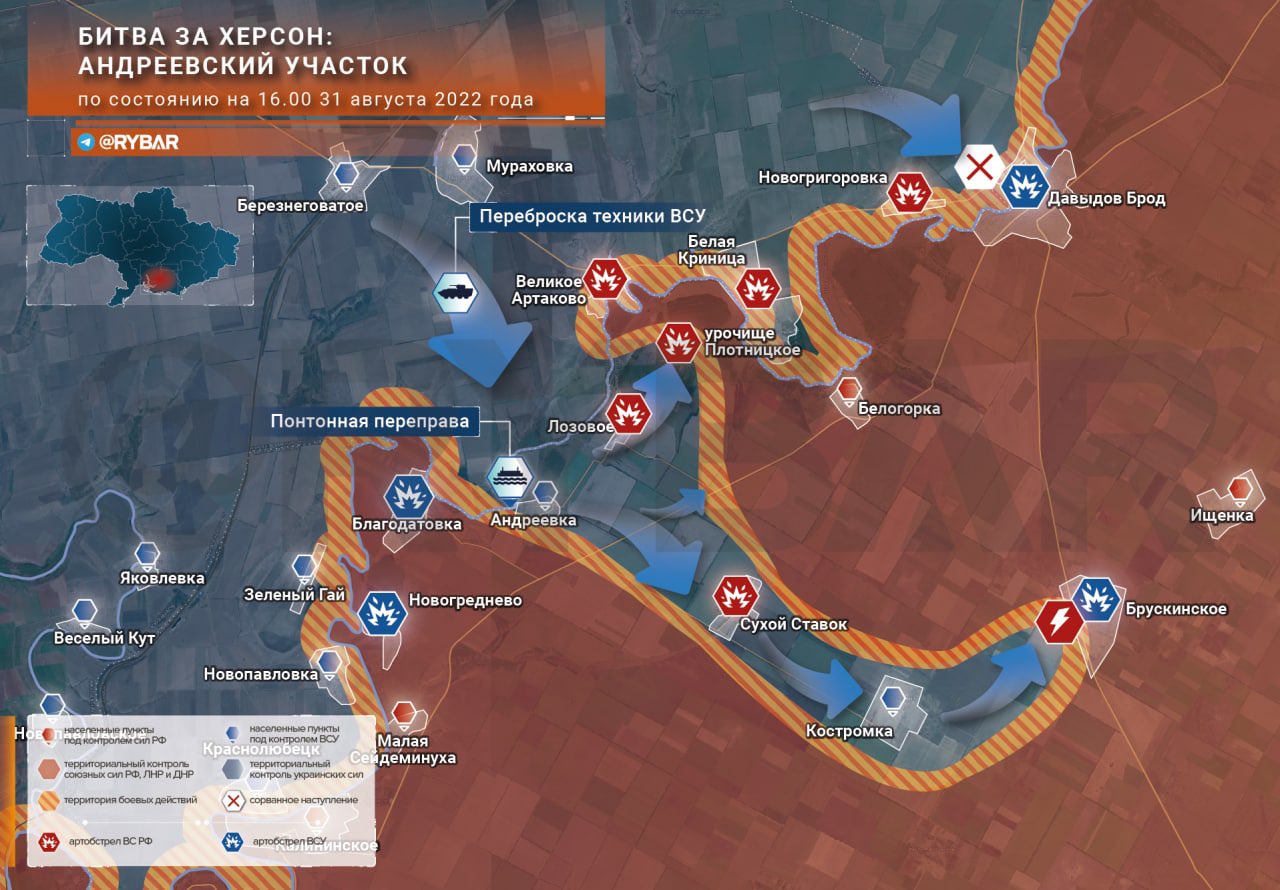 БИТВА ЗА ХЕРСОН:
АНДРЕЕВСКИЙ УЧАСТОК
по состоянию на 16.00 31 августа 2022 года
@RYBAR
Мураховка
Березнеговатое
Переброска техники ВСУ
Новогригоровка
Давыдов Брод
Белая
Криница
Великое
Артаково
урочище
Плотницкое
Белогорка
Понтонная переправа
Лозовое
Благодатовка
Андреевка
Ищенка
Яковлевка
Зеленый Гай
Новогреднево
Брускинское
Веселый Кут
Сухой Ставок
Новопавловка
Костромка
Малая
Сейдеминуха
Краснолюбецк
Калининское
населенные пункты
под контролем сил РФ
населенные пункты
под контролем ВСУ
территориальный контроль
союзных сил РФ, ЛНР и ДНР
территориальный
контроль украинских сил
территория боевых действий
сорванное наступление
артобстрел ВС РФ
артобстрел ВСУ